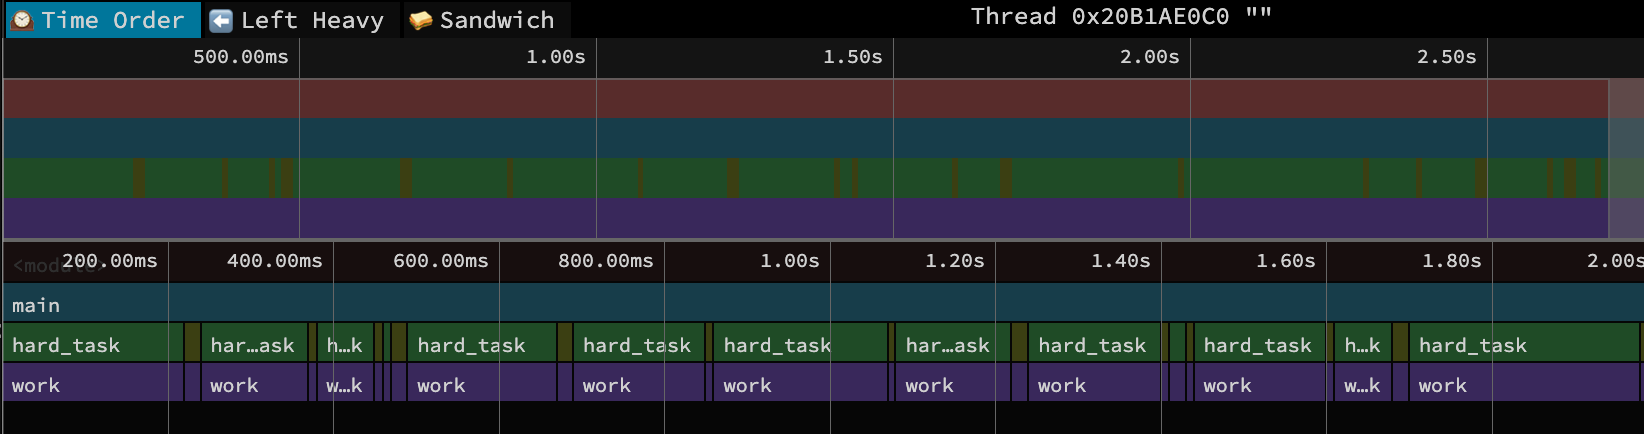 Time Order Left Heavy Sandwich Thread 0x20B1AE0C0 ""
500.00ms 1.00s 1.50s 2.00s 2.50s
<module> 200.00ms 400.00ms 600.00ms 800.00ms 1.00s 1.20s 1.40s 1.60s 1.80s 2.00s
main
hard_task har…ask h…k hard_task hard_task hard_task har…ask hard_task hard_task h…k hard_task
work work w…k work work work work work work w…k work